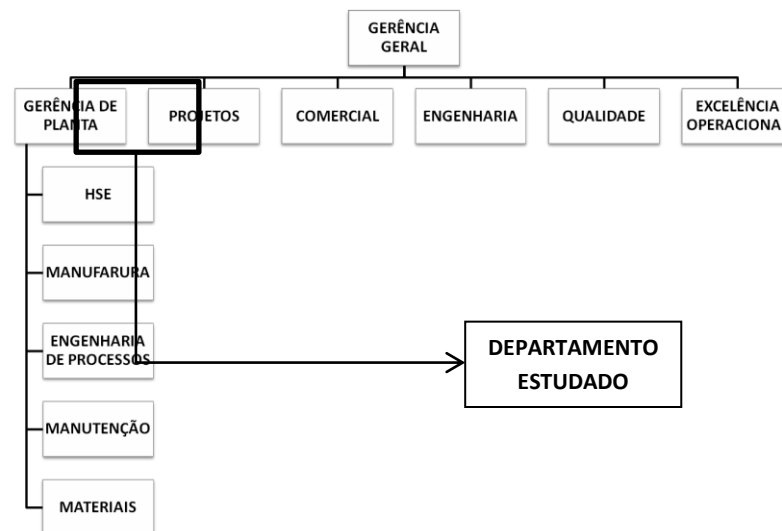 GERÊNCIA
GERAL
GERÊNCIA DE
PLANTA
PROJETOS
COMERCIAL
ENGENHARIA
QUALIDADE
EXCELÊNCIA
OPERACIONA
HSE
MANUFARURA
ENGENHARIA
DE PROCESSOS
MANUTENÇÃO
MATERIAIS
DEPARTAMENTO
ESTUDADO